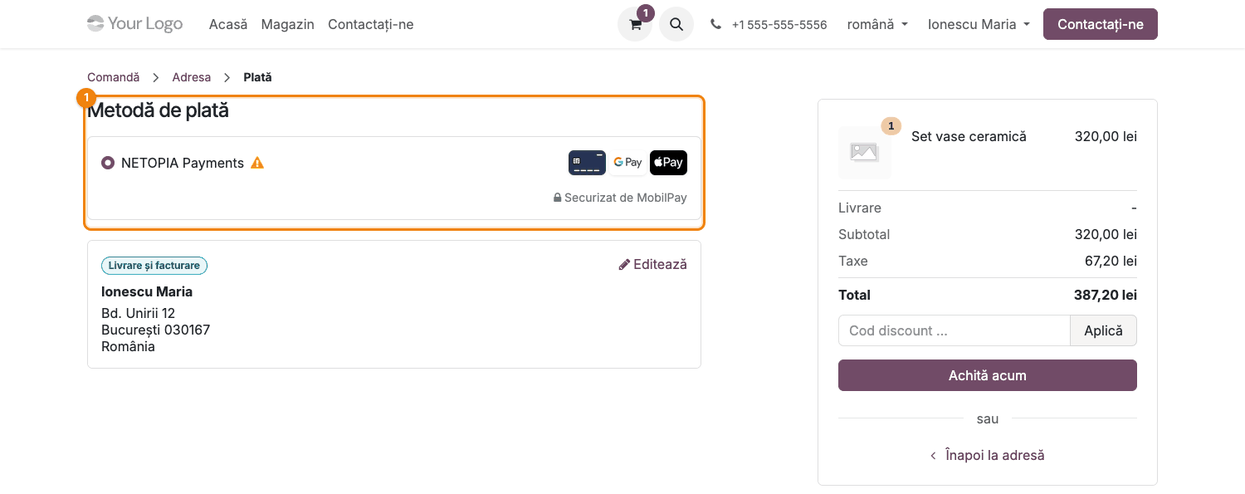 Your Logo Acasă Magazin Contactați-ne 1 +1 555-555-5556 română Ionescu Maria Contactați-ne
Comandă Adresa Plată
1
Metodă de plată
NETOPIA Payments G Pay Pay
Securizat de MobilPay
Livrare și facturare Editează
Ionescu Maria
Bd. Unirii 12
București 030167
România
1
Set vase ceramică 320,00 lei
Livrare -
Subtotal 320,00 lei
Taxe 67,20 lei
Total 387,20 lei
Cod discount ... Aplică
Achită acum
sau
Înapoi la adresă